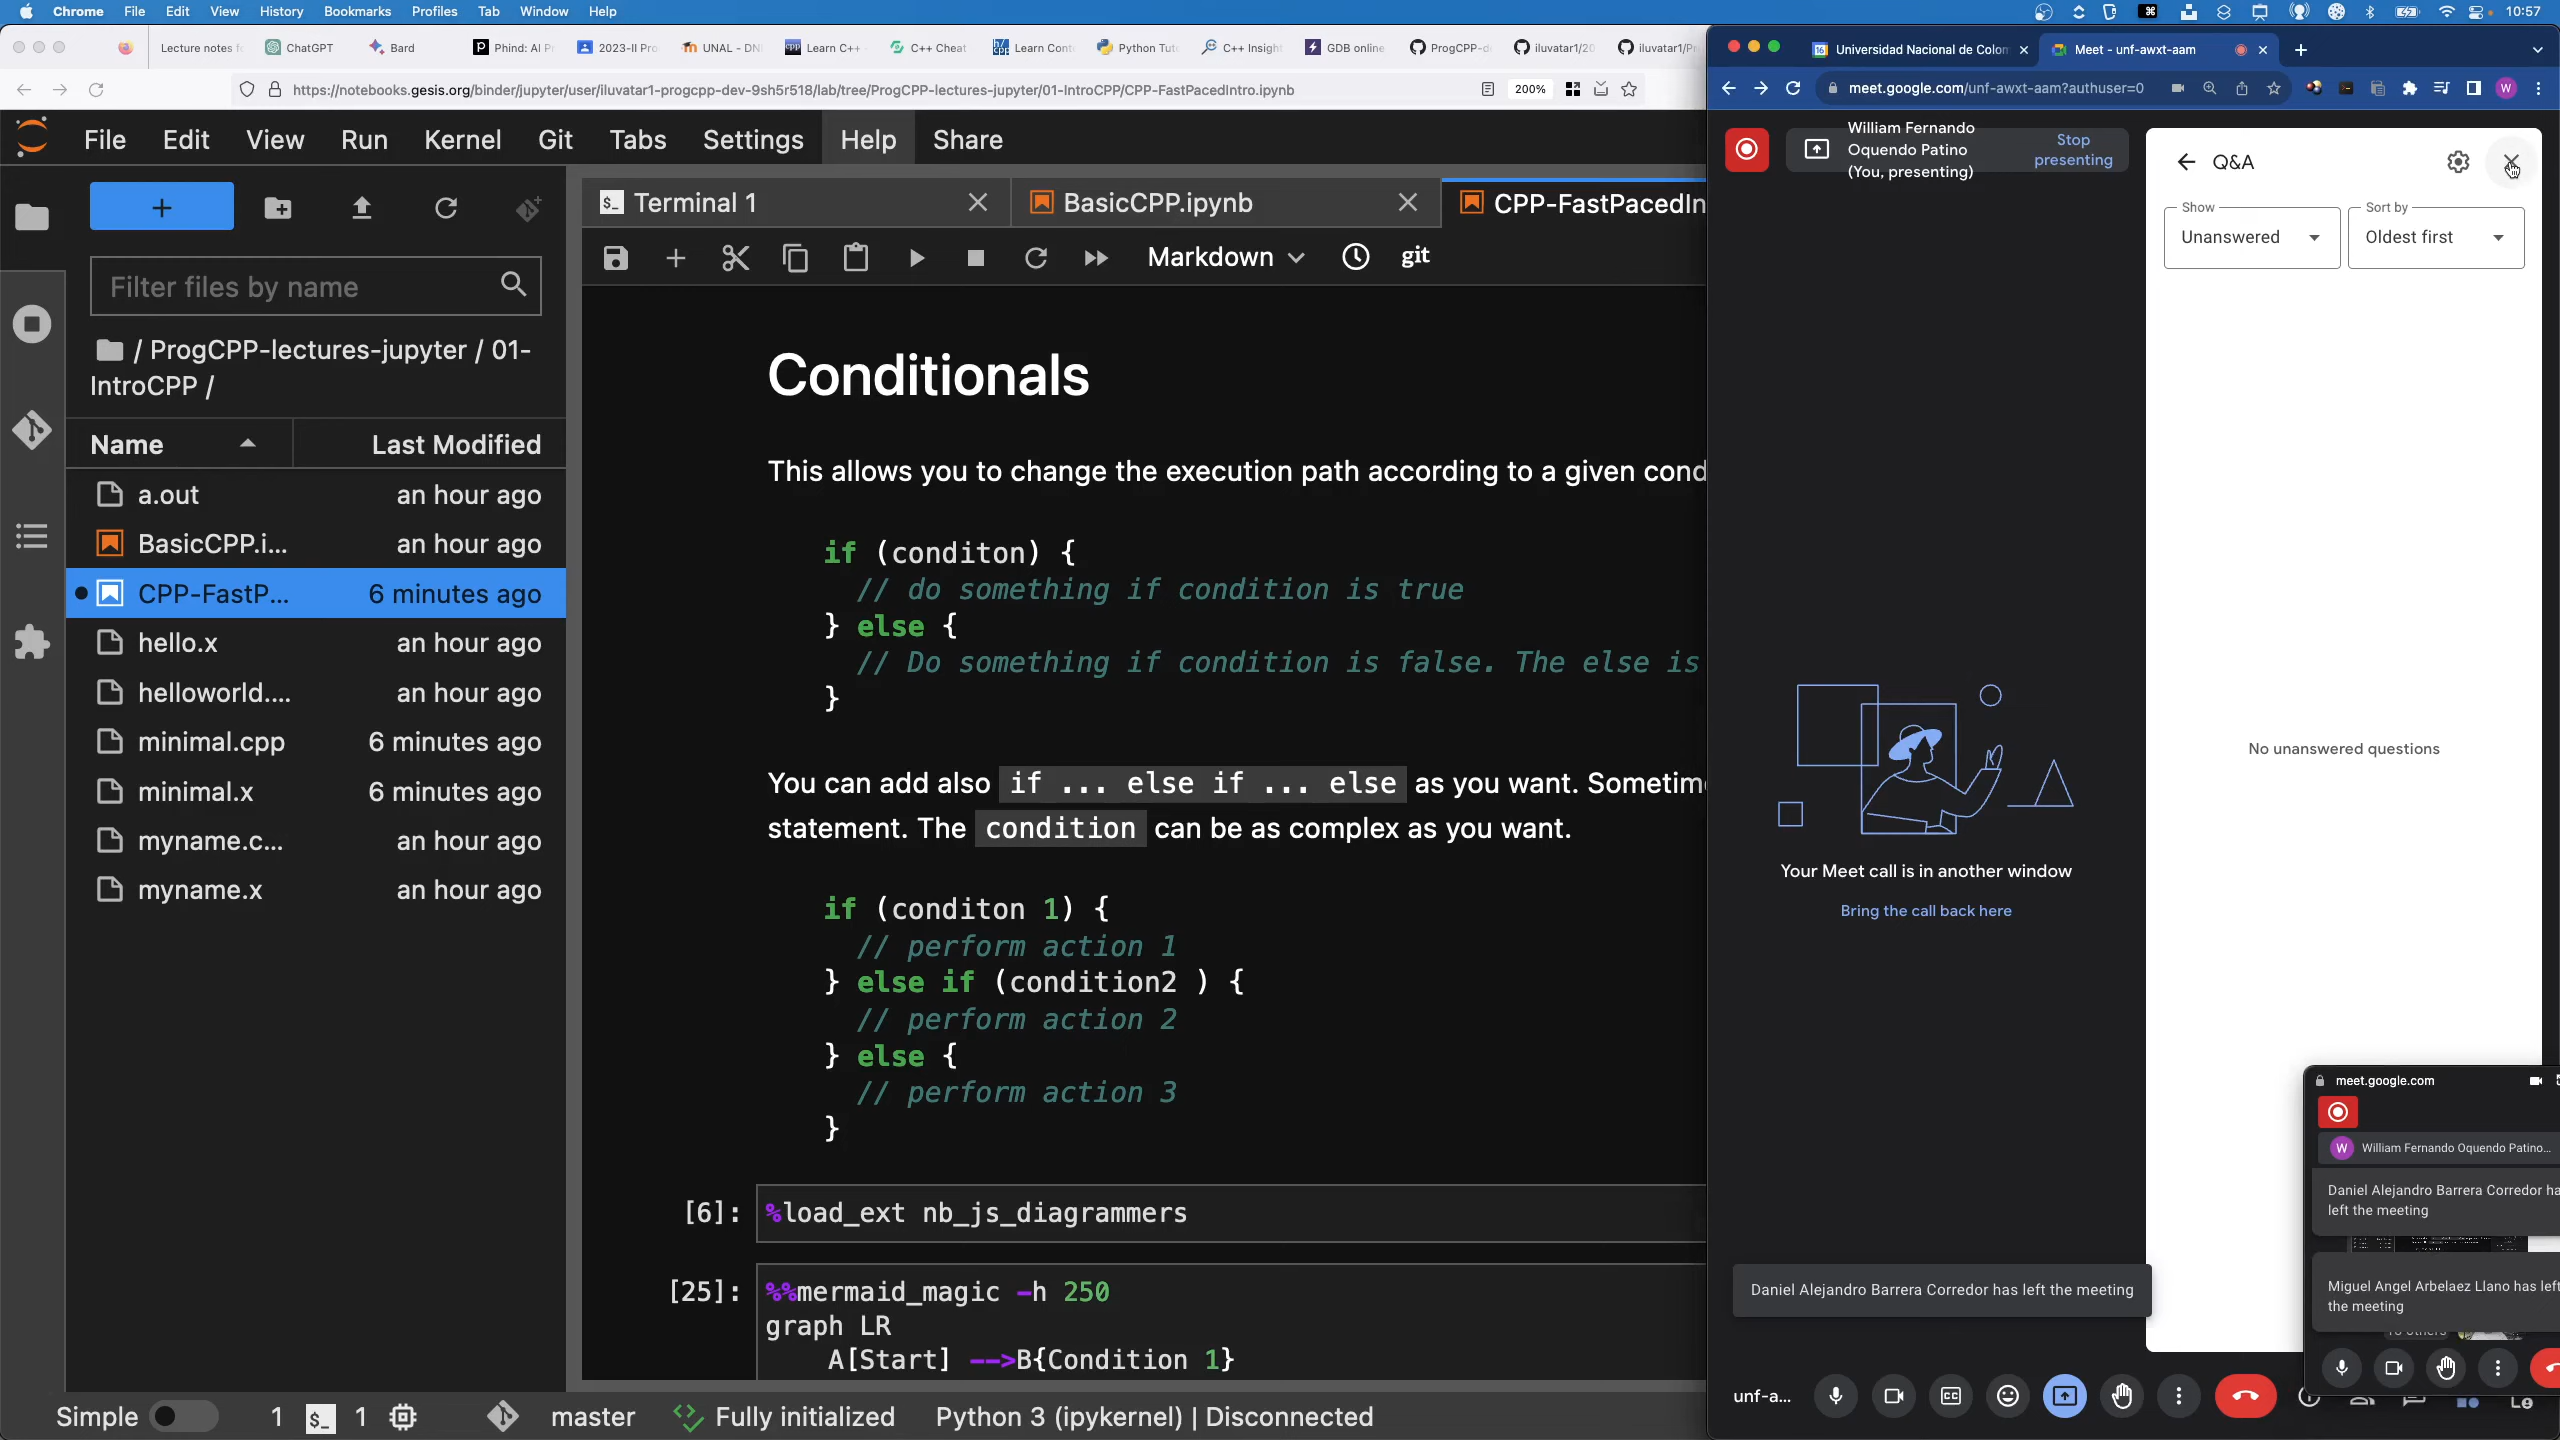 Chrome File Edit View History Bookmarks Profiles Tab Window Help 10:57
Lecture notes ChatGPT Bard Phind: AI 2023-II Pro UNAL - DN Learn C++ C++ Cheat Learn Cont Python Tut C++ Insigh GDB online ProgCPP-d iluvatar1/20 iluvatar1/Pr
https://notebooks.gesis.org/binder/jupyter/user/iluvatar1-progcpp-dev-9sh5r518/lab/tree/ProgCPP-lectures-jupyter/01-IntroCPP/CPP-FastPacedIntro.ipynb 200%
File Edit View Run Kernel Git Tabs Settings Help Share
Filter files by name
/ ProgCPP-lectures-jupyter / 01-
IntroCPP /
Name Last Modified
a.out an hour ago
BasicCPP.i... an hour ago
CPP-FastP... 6 minutes ago
hello.x an hour ago
helloworld.... an hour ago
minimal.cpp 6 minutes ago
minimal.x 6 minutes ago
myname.c... an hour ago
myname.x an hour ago
Terminal 1 BasicCPP.ipynb CPP-FastPacedIn
Markdown git
Conditionals
This allows you to change the execution path according to a given cond
if (conditon) {
// do something if condition is true
} else {
// Do something if condition is false. The else is
}
You can add also if ... else if ... else as you want. Sometim
statement. The condition can be as complex as you want.
if (conditon 1) {
// perform action 1
} else if (condition2 ) {
// perform action 2
} else {
// perform action 3
}
[6]: %load_ext nb_js_diagrammers
[25]: %%mermaid_magic -h 250
graph LR
A[Start] -->B{Condition 1}
Simple 1 1 master Fully initialized Python 3 (ipykernel) | Disconnected
Universidad Nacional de Colom Meet - unf-awxt-aam
meet.google.com/unf-awxt-aam?authuser=0 W
William Fernando
Oquendo Patino
(You, presenting)
Stop
presenting
Q&A
Show
Unanswered
Sort by
Oldest first
No unanswered questions
Your Meet call is in another window
Bring the call back here
Daniel Alejandro Barrera Corredor has left the meeting
meet.google.com
W William Fernando Oquendo Patino...
Daniel Alejandro Barrera Corredor ha
left the meeting
Miguel Angel Arbelaez Llano has left
the meeting
unf-a...